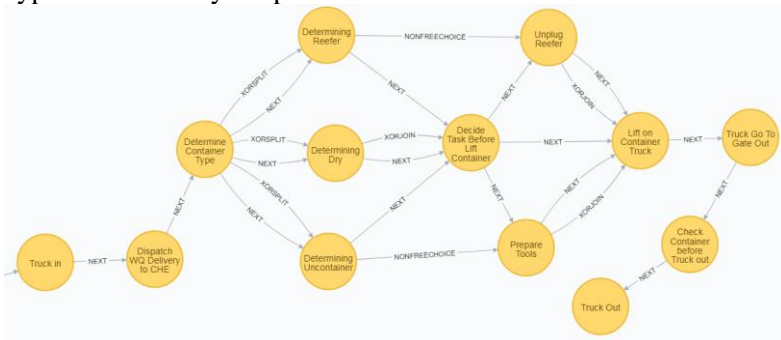 Determining
Reefer
NONFREECHOICE
Unplug
Reefer
XORSPLIT
NEXT
NEXT
NEXT
XORJOIN
NEXT
Determine
Container
Type
XORSPLIT
NEXT
Determining
Dry
XORJOIN
NEXT
Decide
Task Before
Lift
Container
NEXT
Lift on
Container
Truck
NEXT
Truck Go To
Gate Out
XORSPLIT
NEXT
NEXT
NEXT
NEXT
XORJOIN
NEXT
NEXT
Truck in
NEXT
Dispatch
WQ Delivery
to CHE
Determining
Uncontainer
NONFREECHOICE
Prepare
Tools
Check
Container
before
Truck out
NEXT
Truck Out